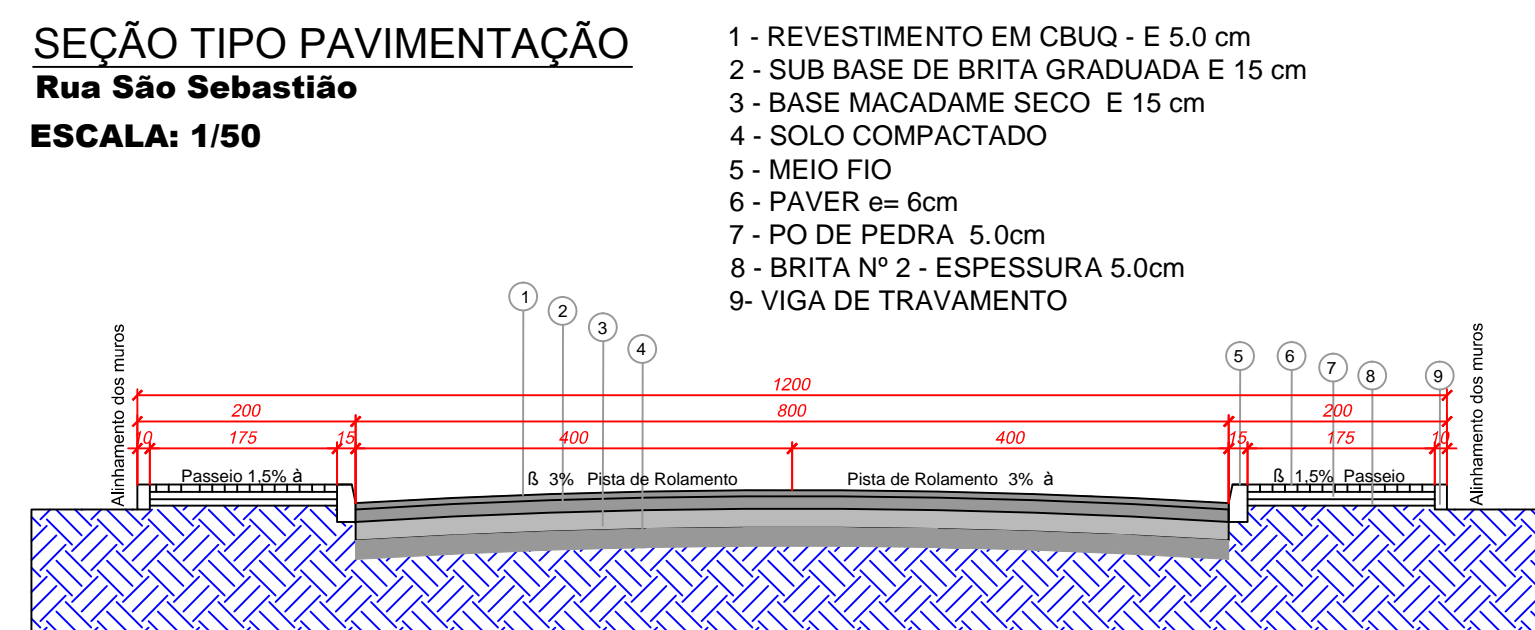 SEÇÃO TIPO PAVIMENTAÇÃO
Rua São Sebastião
ESCALA: 1/50
1 - REVESTIMENTO EM CBUQ - E 5.0 cm
2 - SUB BASE DE BRITA GRADUADA E 15 cm
3 - BASE MACADAME SECO E 15 cm
4 - SOLO COMPACTADO
5 - MEIO FIO
6 - PAVER e= 6cm
7 - PO DE PEDRA 5.0cm
8 - BRITA Nº 2 - ESPESSURA 5.0cm
9- VIGA DE TRAVAMENTO
1
2
3
4
5
6
7
8
9
Alinhamento dos muros
Alinhamento dos muros
1200
200 800 200
10 175 15 400 400 15 175 10
Passeio 1,5% à
ß 3% Pista de Rolamento
Pista de Rolamento 3% à
ß 1,5% Passeio